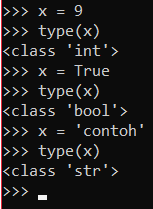 >>> x = 9
>>> type(x)
<class 'int'>
>>> x = True
>>> type(x)
<class 'bool'>
>>> x = 'contoh'
>>> type(x)
<class 'str'>
>>> _